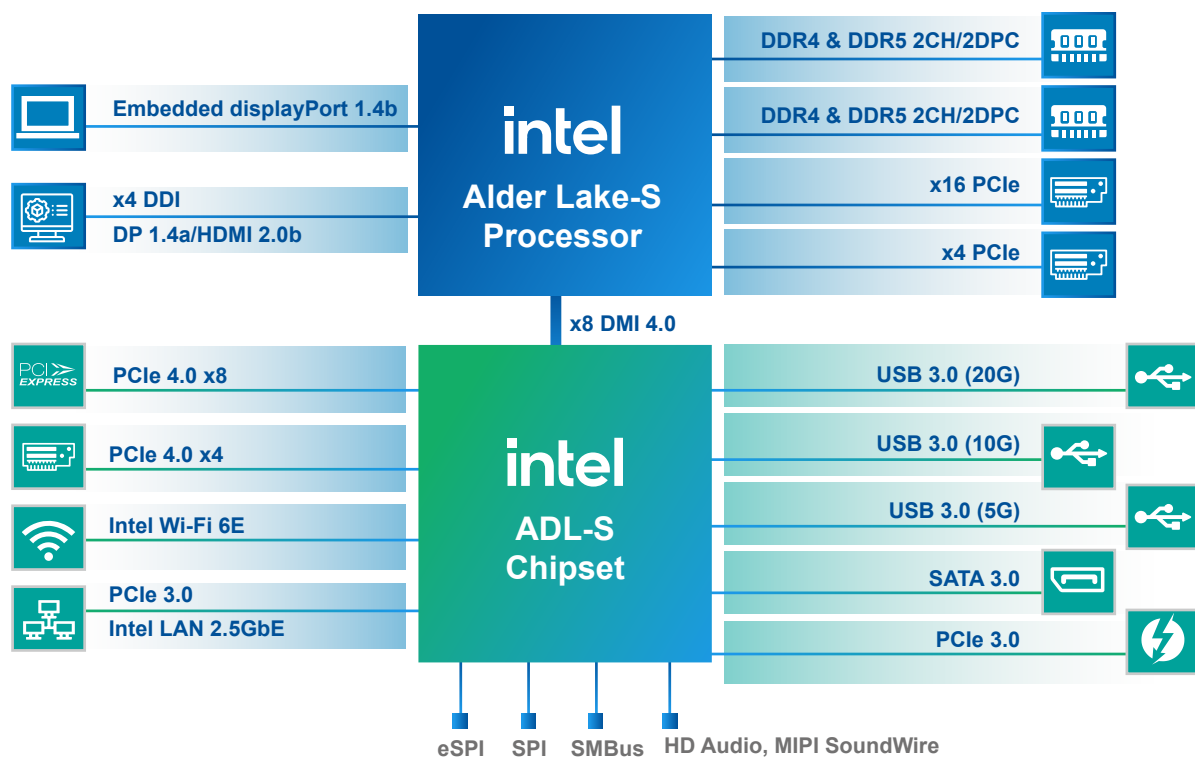 Embedded displayPort 1.4b
x4 DDI
DP 1.4a/HDMI 2.0b
intel
Alder Lake-S
Processor
DDR4 & DDR5 2CH/2DPC
DDR4 & DDR5 2CH/2DPC
x16 PCIe
x4 PCIe
x8 DMI 4.0
PCI
EXPRESS
PCIe 4.0 x8
PCIe 4.0 x4
Intel Wi-Fi 6E
PCIe 3.0
Intel LAN 2.5GbE
intel
ADL-S
Chipset
USB 3.0 (20G)
USB 3.0 (10G)
USB 3.0 (5G)
SATA 3.0
PCIe 3.0
eSPI
SPI
SMBus
HD Audio, MIPI SoundWire